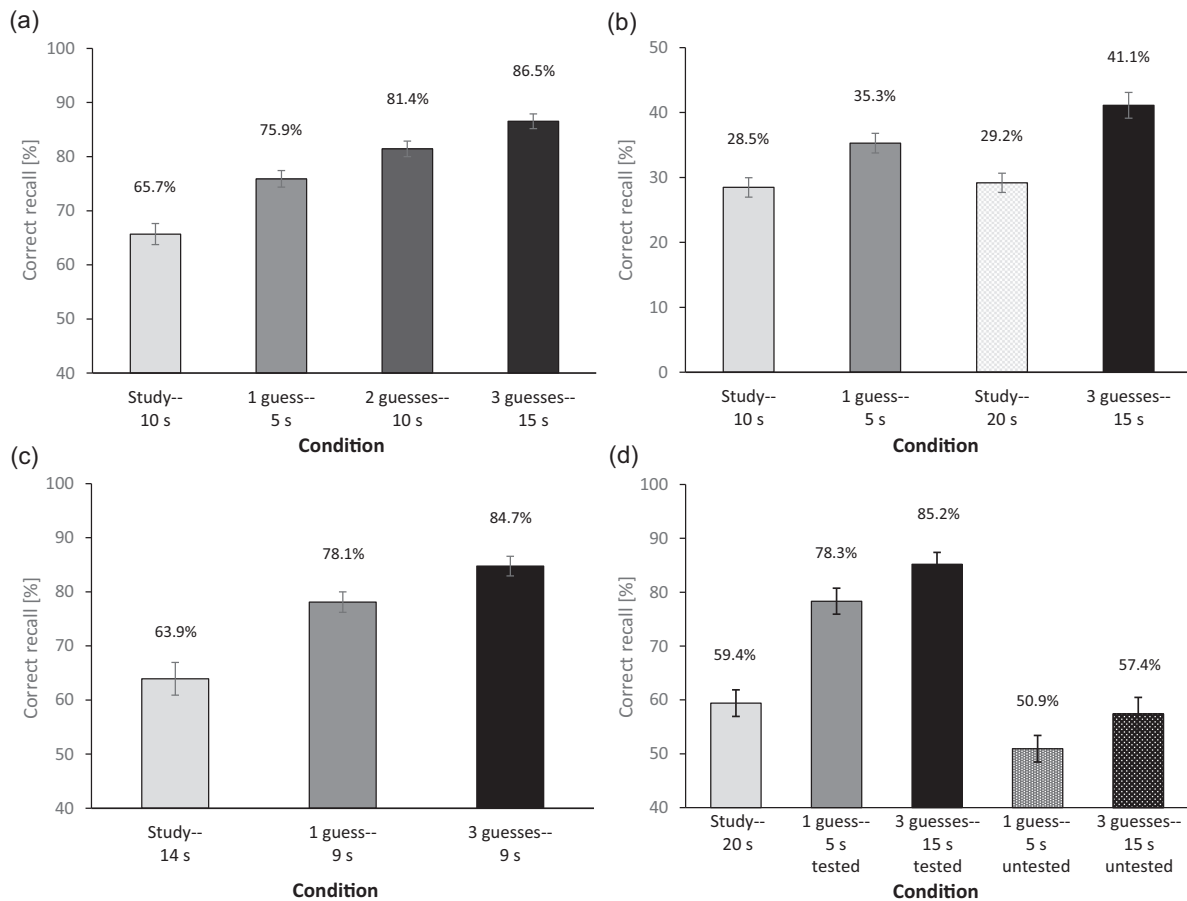 (a)
100
90
80
70
60
50
40
Correct recall [%]
65.7%
75.9%
81.4%
86.5%
Study--
10 s
1 guess--
5 s
2 guesses--
10 s
3 guesses--
15 s
Condition
(b)
50
40
30
20
10
0
Correct recall [%]
28.5%
35.3%
29.2%
41.1%
Study--
10 s
1 guess--
5 s
Study--
20 s
3 guesses--
15 s
Condition
(c)
100
90
80
70
60
50
40
Correct recall [%]
63.9%
78.1%
84.7%
Study--
14 s
1 guess--
9 s
3 guesses--
9 s
Condition
(d)
100
90
80
70
60
50
40
Correct recall [%]
59.4%
78.3%
85.2%
50.9%
57.4%
Study--
20 s
1 guess--
5 s
tested
3 guesses--
15 s
tested
1 guess--
5 s
untested
3 guesses--
15 s
untested
Condition